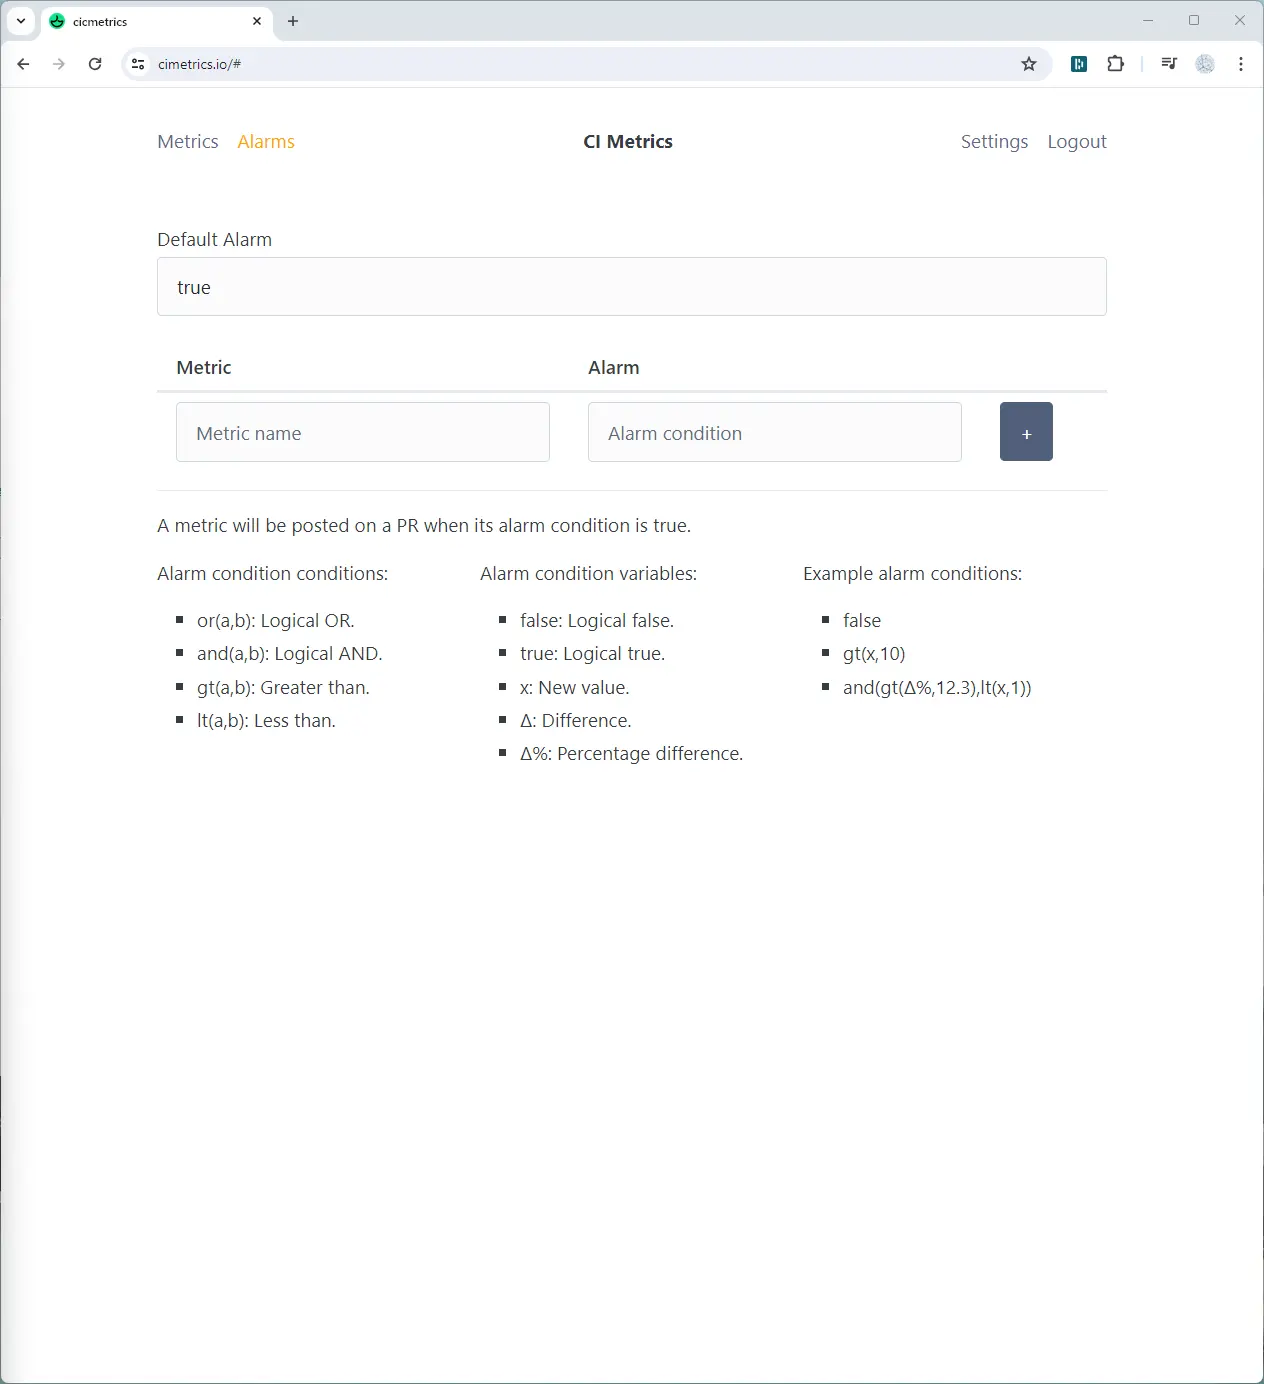 cicmetrics
cimetrics.io/#
Metrics Alarms CI Metrics Settings Logout
Default Alarm
true
Metric Alarm
Metric name Alarm condition +
A metric will be posted on a PR when its alarm condition is true.
Alarm condition conditions:
or(a,b): Logical OR.
and(a,b): Logical AND.
gt(a,b): Greater than.
lt(a,b): Less than.
Alarm condition variables:
false: Logical false.
true: Logical true.
x: New value.
Δ: Difference.
Δ%: Percentage difference.
Example alarm conditions:
false
gt(x,10)
and(gt(Δ%,12.3),lt(x,1))